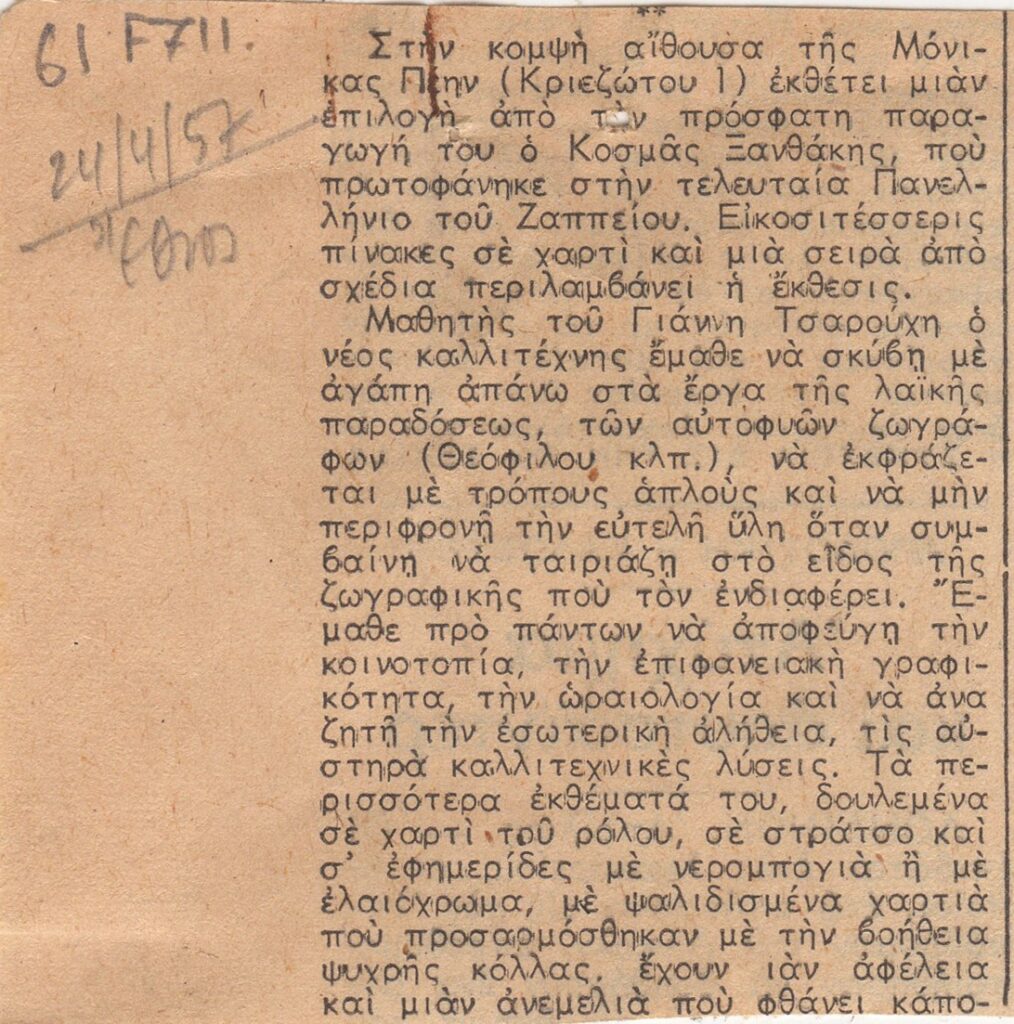 61 F711.
24/4/57
Έθνος
**
Στὴν κομψὴ αἴθουσα τῆς Μόνι-
κας Πέην (Κριεζώτου 1) ἐκθέτει μιὰν
ἐπιλογὴ ἀπὸ τὴν πρόσφατη παρα-
γωγή του ὁ Κοσμᾶς Ξανθάκης, ποὺ
πρωτοφάνηκε στὴν τελευταία Πανελ-
λήνιο τοῦ Ζαππείου. Εἰκοσιτέσσερις
πίνακες σὲ χαρτὶ καὶ μιὰ σειρὰ ἀπὸ
σχέδια περιλαμβάνει ἡ ἔκθεσις.
Μαθητὴς τοῦ Γιάννη Τσαρούχη ὁ
νέος καλλιτέχνης ἔμαθε νὰ σκύβῃ μὲ
ἀγάπη ἀπάνω στὰ ἔργα τῆς λαϊκῆς
παραδόσεως, τῶν αὐτοφυῶν ζωγρά-
φων (Θεόφιλου κλπ.), νὰ ἐκφράζε-
ται μὲ τρόπους ἁπλοὺς καὶ νὰ μὴν
περιφρονῇ τὴν εὐτελῆ ὕλη ὅταν συμ-
βαίνῃ νὰ ταιριάζῃ στὸ εἶδος τῆς
ζωγραφικῆς ποὺ τὸν ἐνδιαφέρει. Ἔ-
μαθε πρὸ πάντων νὰ ἀποφεύγῃ τὴν
κοινοτοπία, τὴν ἐπιφανειακὴ γραφι-
κότητα, τὴν ὡραιολογία καὶ νὰ ἀνα
ζητῇ τὴν ἐσωτερικὴ ἀλήθεια, τὶς αὐ-
στηρὰ καλλιτεχνικὲς λύσεις. Τὰ πε-
ρισσότερα ἐκθέματά του, δουλεμένα
σὲ χαρτὶ τοῦ ρόλου, σὲ στράτσο καὶ
σ' ἐφημερίδες μὲ νερομπογιὰ ἢ μὲ
ἐλαιόχρωμα, μὲ ψαλιδισμένα χαρτιὰ
ποὺ προσαρμόσθηκαν μὲ τὴν βοήθεια
ψυχρῆς κόλλας, ἔχουν ιὰν ἀφέλεια
καὶ μιὰν ἀνεμελιὰ ποὺ φθάνει κάπο-